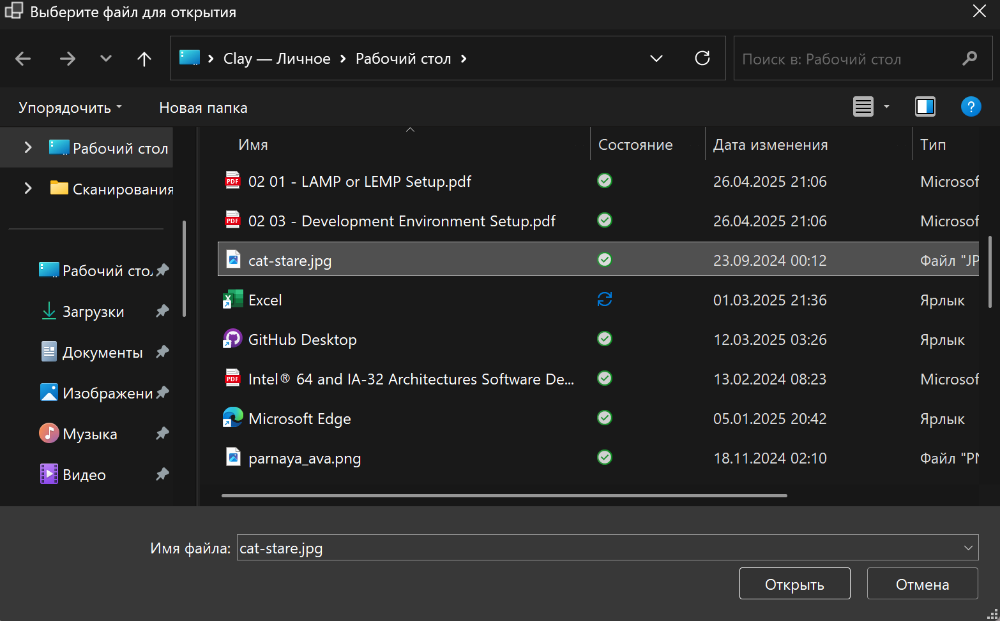 Выберите файл для открытия
Clay — Личное Рабочий стол
Поиск в: Рабочий стол
Упорядочить Новая папка
Рабочий стол
Сканирования
Рабочий сто
Загрузки
Документы
Изображени
Музыка
Видео
Имя Состояние Дата изменения Тип
02 01 - LAMP or LEMP Setup.pdf 26.04.2025 21:06 Microsof
02 03 - Development Environment Setup.pdf 26.04.2025 21:06 Microsof
cat-stare.jpg 23.09.2024 00:12 Файл "JP
Excel 01.03.2025 21:36 Ярлык
GitHub Desktop 12.03.2025 03:26 Ярлык
Intel® 64 and IA-32 Architectures Software De... 13.02.2024 08:23 Microsof
Microsoft Edge 05.01.2025 20:42 Ярлык
parnaya_ava.png 18.11.2024 02:10 Файл "PN
Имя файла: cat-stare.jpg
Открыть Отмена